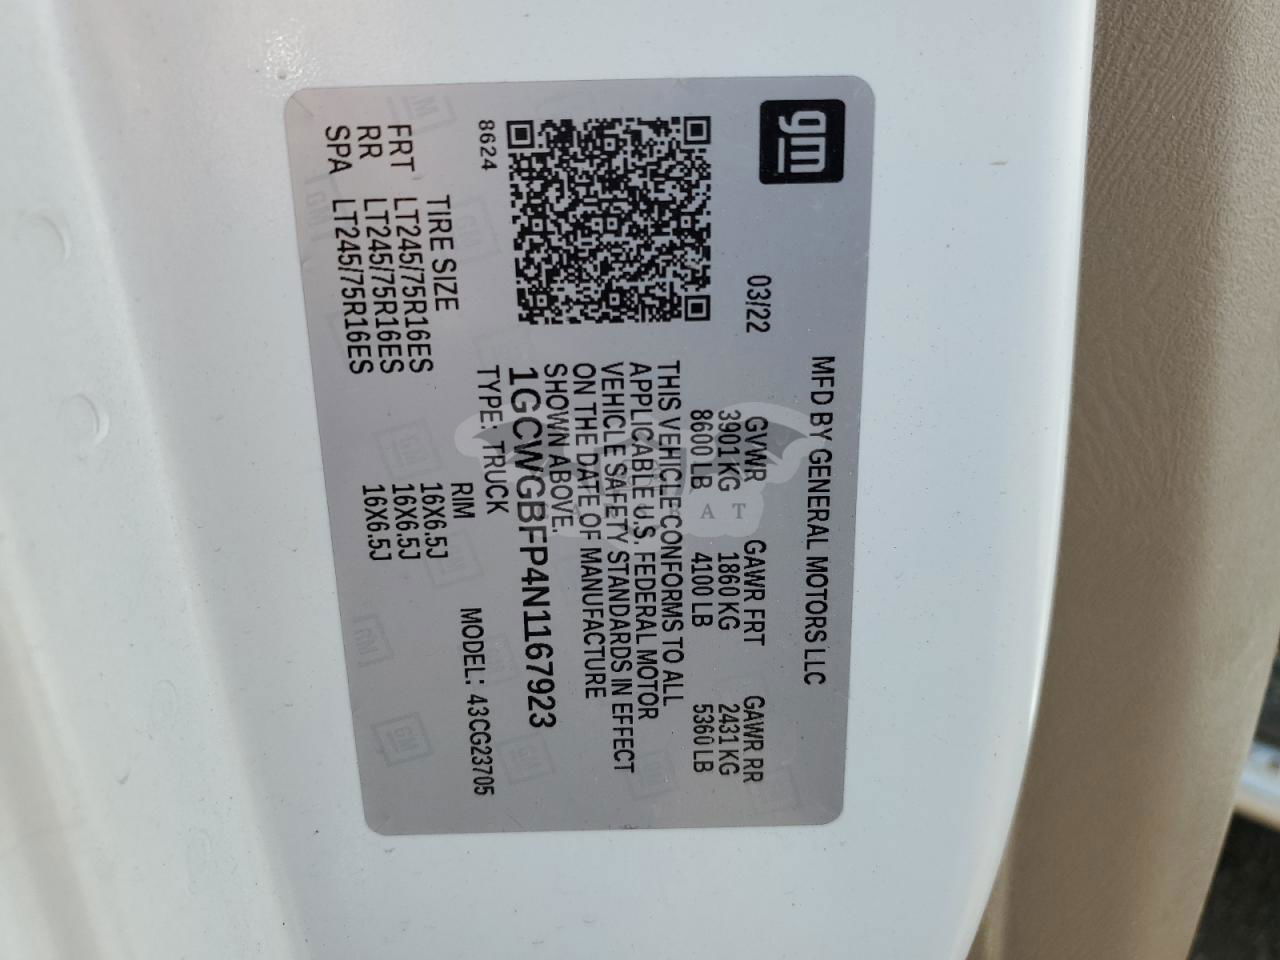 gm
MFD BY GENERAL MOTORS LLC
03/22
GVWR GAWR FRT GAWR RR
3901 KG 1860 KG 2431 KG
8600 LB 4100 LB 5360 LB
THIS VEHICLE CONFORMS TO ALL
APPLICABLE U.S. FEDERAL MOTOR
VEHICLE SAFETY STANDARDS IN EFFECT
ON THE DATE OF MANUFACTURE
SHOWN ABOVE.
1GCWGBFP4N1167923
8624
TYPE: TRUCK MODEL: 43CG23705
TIRE SIZE RIM
FRT LT245/75R16ES 16X6.5J
RR LT245/75R16ES 16X6.5J
SPA LT245/75R16ES 16X6.5J